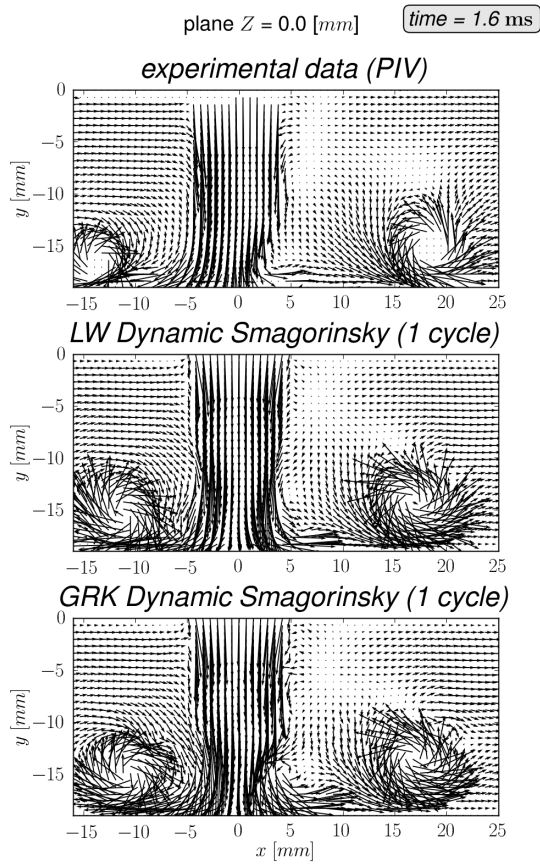 plane Z = 0.0 [mm]
time = 1.6 ms
experimental data (PIV)
0
−5
−10
−15
y [mm]
−15 −10 −5 0 5 10 15 20 25
LW Dynamic Smagorinsky (1 cycle)
0
−5
−10
−15
y [mm]
−15 −10 −5 0 5 10 15 20 25
GRK Dynamic Smagorinsky (1 cycle)
0
−5
−10
−15
y [mm]
−15 −10 −5 0 5 10 15 20 25
x [mm]